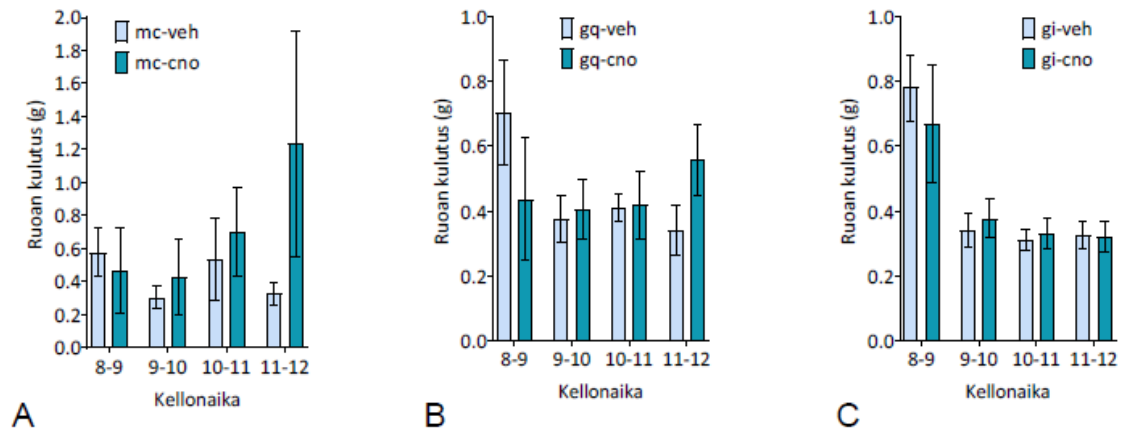 2.0
1.8
1.6
1.4
1.2
1.0
0.8
0.6
0.4
0.2
0.0
Ruoan kulutus (g)
mc-veh
mc-cno
8-9 9-10 10-11 11-12
Kellonaika
A
1.0
0.8
0.6
0.4
0.2
0.0
Ruoan kulutus (g)
gq-veh
gq-cno
8-9 9-10 10-11 11-12
Kellonaika
B
1.0
0.8
0.6
0.4
0.2
0.0
Ruoan kulutus (g)
gi-veh
gi-cno
8-9 9-10 10-11 11-12
Kellonaika
C